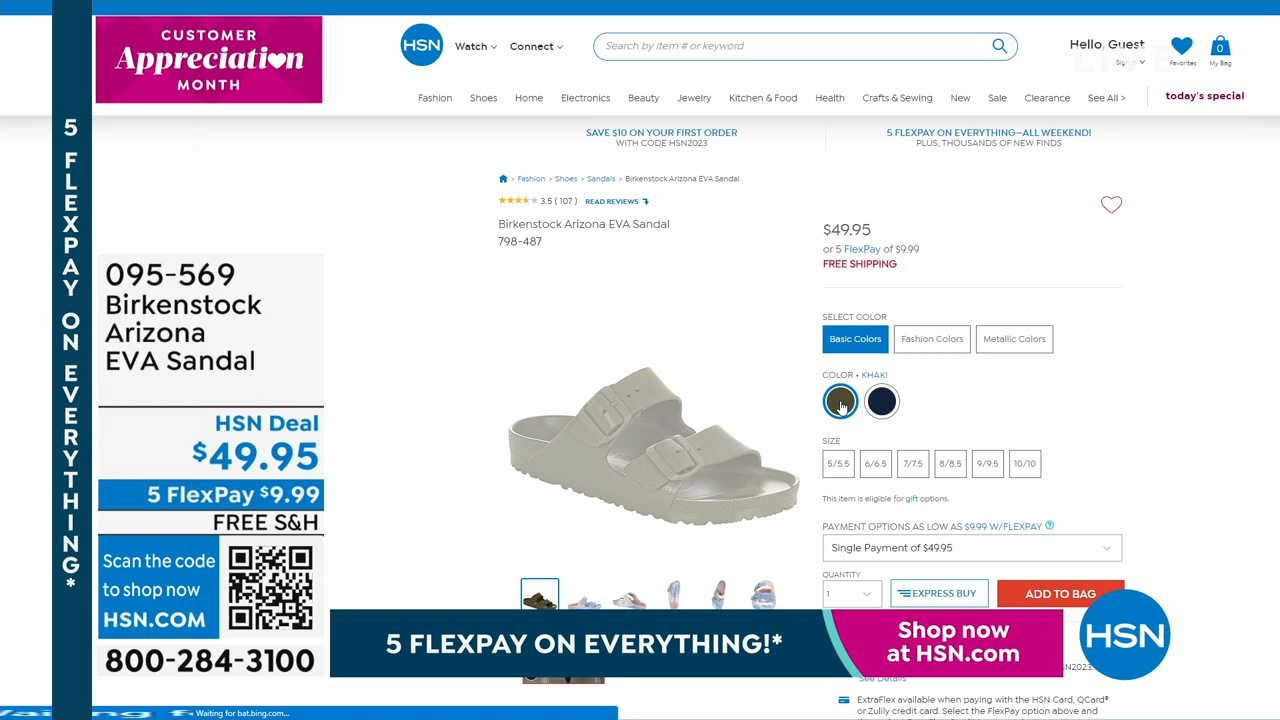 CUSTOMER
Appreciation
MONTH
5 FLEXPAY ON EVERYTHING*
095-569
Birkenstock
Arizona
EVA Sandal
HSN Deal
$49.95
5 FlexPay $9.99
FREE S&H
Scan the code
to shop now
HSN.COM
800-284-3100
HSN
Watch
Connect
Search by item # or keyword
Hello, Guest
Sign In
LIVE
Favorites
0
My Bag
Fashion Shoes Home Electronics Beauty Jewelry Kitchen & Food Health Crafts & Sewing New Sale Clearance See All >
today's special
SAVE $10 ON YOUR FIRST ORDER
WITH CODE HSN2023
5 FLEXPAY ON EVERYTHING—ALL WEEKEND!
PLUS, THOUSANDS OF NEW FINDS
> Fashion > Shoes > Sandals > Birkenstock Arizona EVA Sandal
3.5 ( 107 ) READ REVIEWS
Birkenstock Arizona EVA Sandal
798-487
$49.95
or 5 FlexPay of $9.99
FREE SHIPPING
SELECT COLOR
Basic Colors
Fashion Colors
Metallic Colors
COLOR • KHAKI
SIZE
5/5.5 6/6.5 7/7.5 8/8.5 9/9.5 10/10
This item is eligible for gift options.
PAYMENT OPTIONS AS LOW AS $9.99 W/FLEXPAY ?
Single Payment of $49.95
QUANTITY
1
EXPRESS BUY
ADD TO BAG
5 FLEXPAY ON EVERYTHING!*
Shop now
at HSN.com
HSN
See Details
ExtraFlex available when paying with the HSN Card, QCard®
or Zulily credit card. Select the FlexPay option above and
Waiting for bat.bing.com...